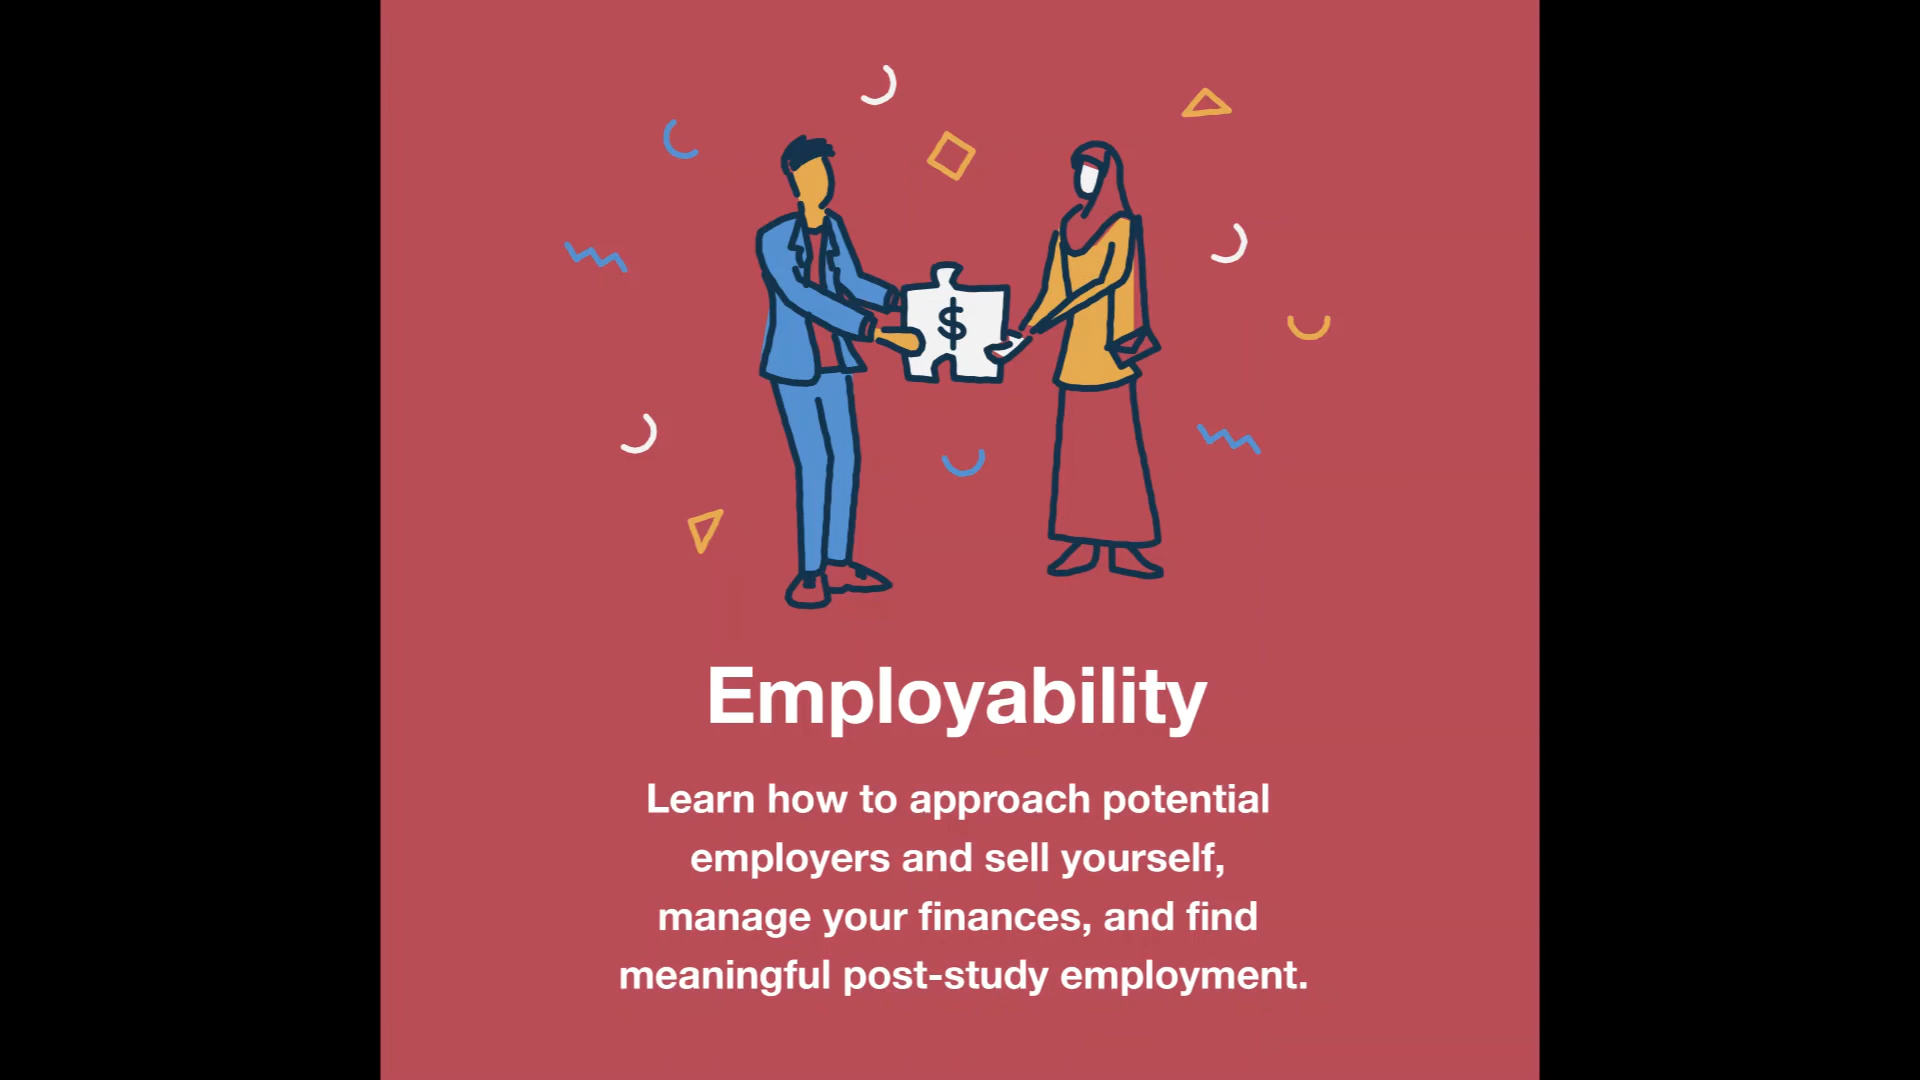 $
Employability
Learn how to approach potential
employers and sell yourself,
manage your finances, and find
meaningful post-study employment.